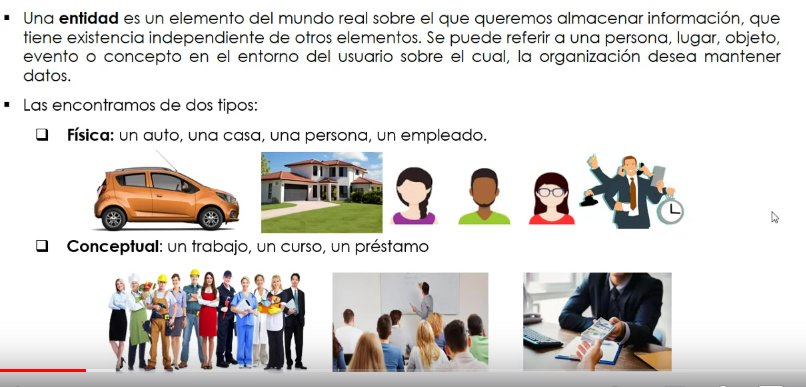 ▪ Una entidad es un elemento del mundo real sobre el que queremos almacenar información, que
tiene existencia independiente de otros elementos. Se puede referir a una persona, lugar, objeto,
evento o concepto en el entorno del usuario sobre el cual, la organización desea mantener
datos.
▪ Las encontramos de dos tipos:
❑ Física: un auto, una casa, una persona, un empleado.
❑ Conceptual: un trabajo, un curso, un préstamo